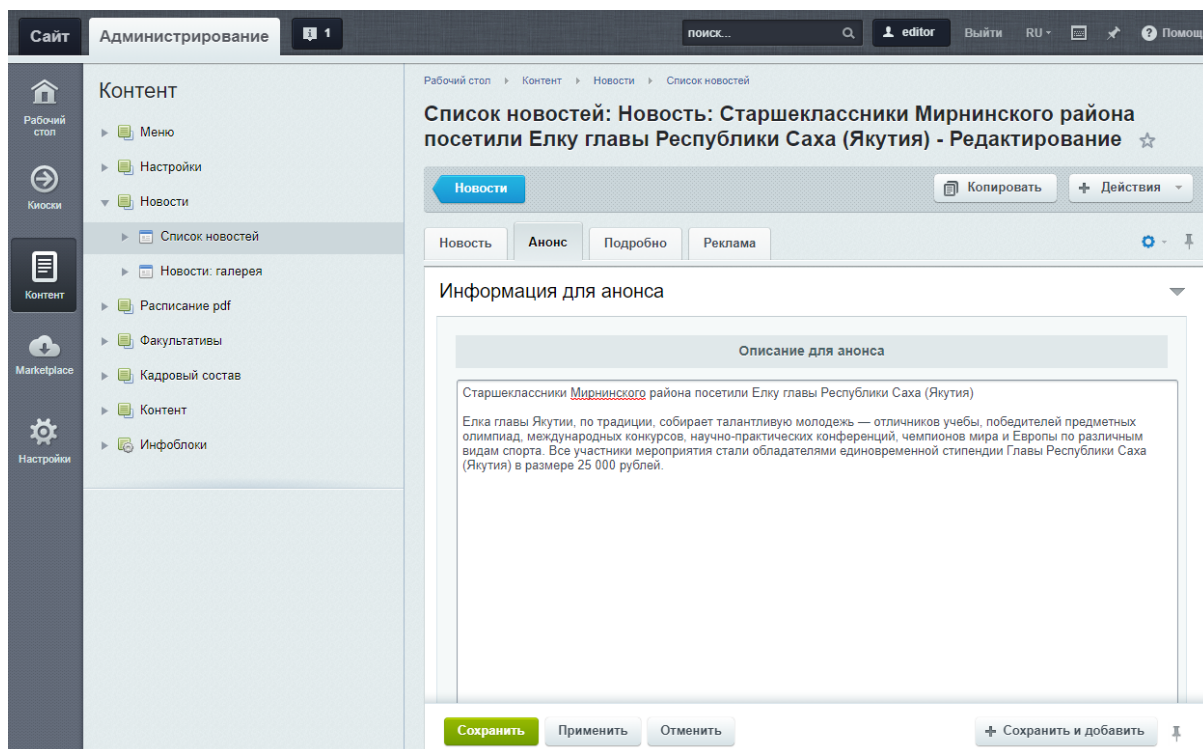 Сайт
Администрирование
1
поиск...
editor
Выйти
RU
Помощ
Рабочий стол
Контент
Новости
Список новостей
Список новостей: Новость: Старшеклассники Мирнинского района
посетили Елку главы Республики Саха (Якутия) - Редактирование
Рабочий
стол
Киоски
Контент
Marketplace
Настройки
Контент
Меню
Настройки
Новости
Список новостей
Новости: галерея
Расписание pdf
Факультативы
Кадровый состав
Контент
Инфоблоки
Новости
Копировать
+ Действия
Новость
Анонс
Подробно
Реклама
Информация для анонса
Описание для анонса
Старшеклассники Мирнинского района посетили Елку главы Республики Саха (Якутия)
Елка главы Якутии, по традиции, собирает талантливую молодежь — отличников учебы, победителей предметных
олимпиад, международных конкурсов, научно-практических конференций, чемпионов мира и Европы по различным
видам спорта. Все участники мероприятия стали обладателями единовременной стипендии Главы Республики Саха
(Якутия) в размере 25 000 рублей.
Сохранить
Применить
Отменить
+ Сохранить и добавить